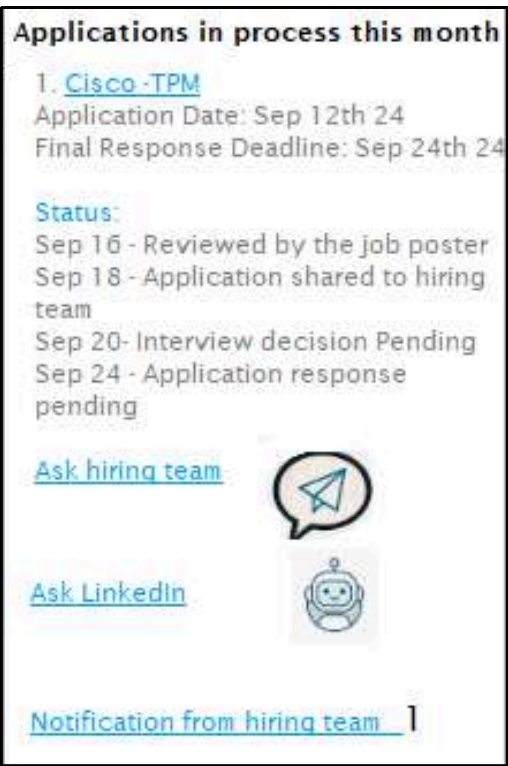 Applications in process this month
1. Cisco -TPM
Application Date: Sep 12th 24
Final Response Deadline: Sep 24th 24
Status:
Sep 16 - Reviewed by the job poster
Sep 18 - Application shared to hiring
team
Sep 20- Interview decision Pending
Sep 24 - Application response
pending
Ask hiring team
Ask LinkedIn
Notification from hiring team 1